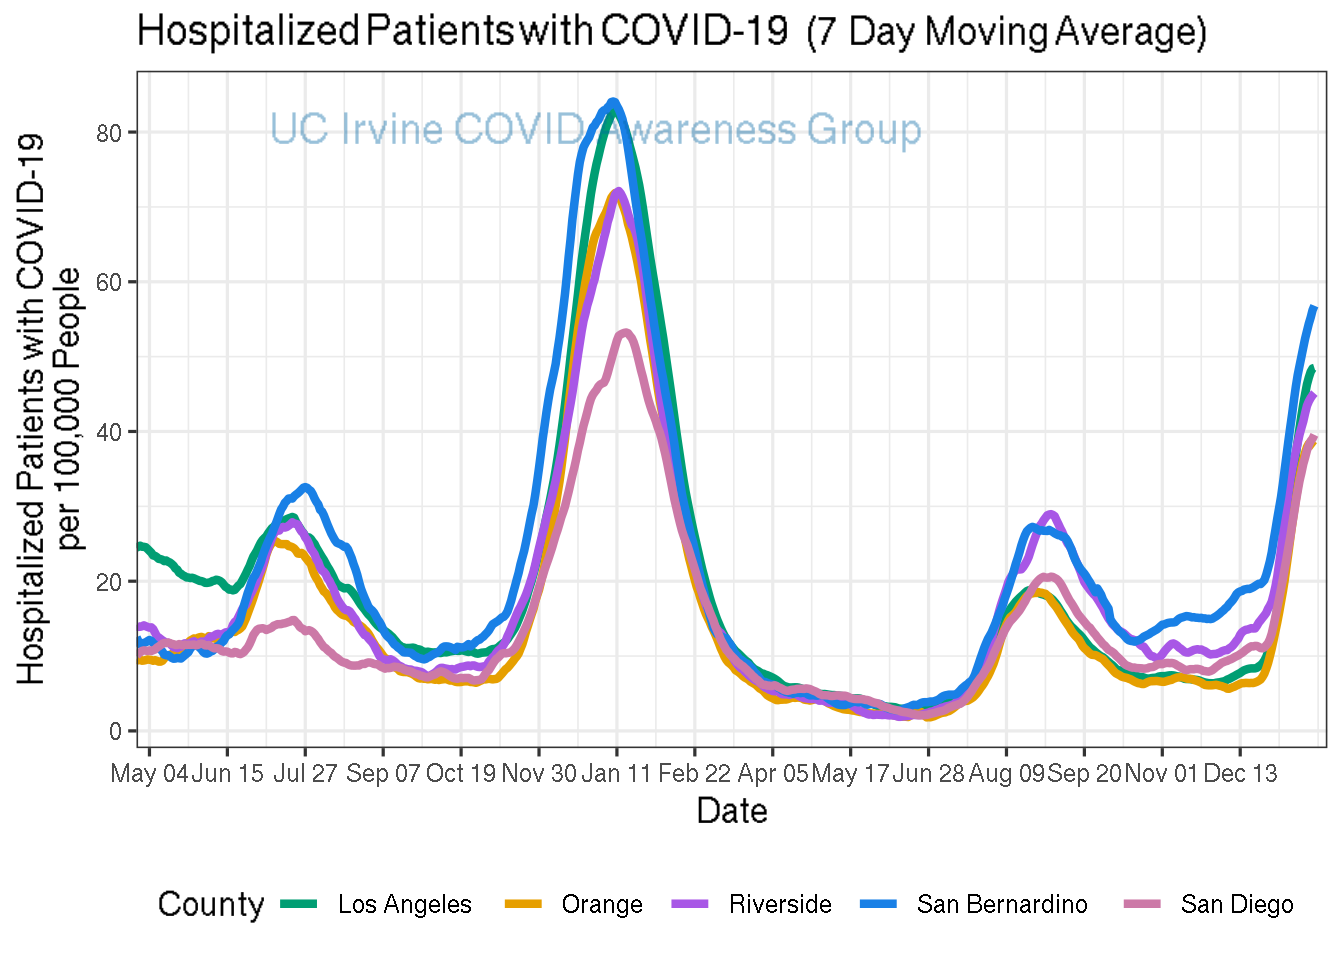 Hospitalized Patients with COVID-19 (7 Day Moving Average)
UC Irvine COVID Awareness Group
Hospitalized Patients with COVID-19
per 100,000 People
80
60
40
20
0
May 04 Jun 15 Jul 27 Sep 07 Oct 19 Nov 30 Jan 11 Feb 22 Apr 05 May 17 Jun 28 Aug 09 Sep 20 Nov 01 Dec 13
Date
County Los Angeles Orange Riverside San Bernardino San Diego